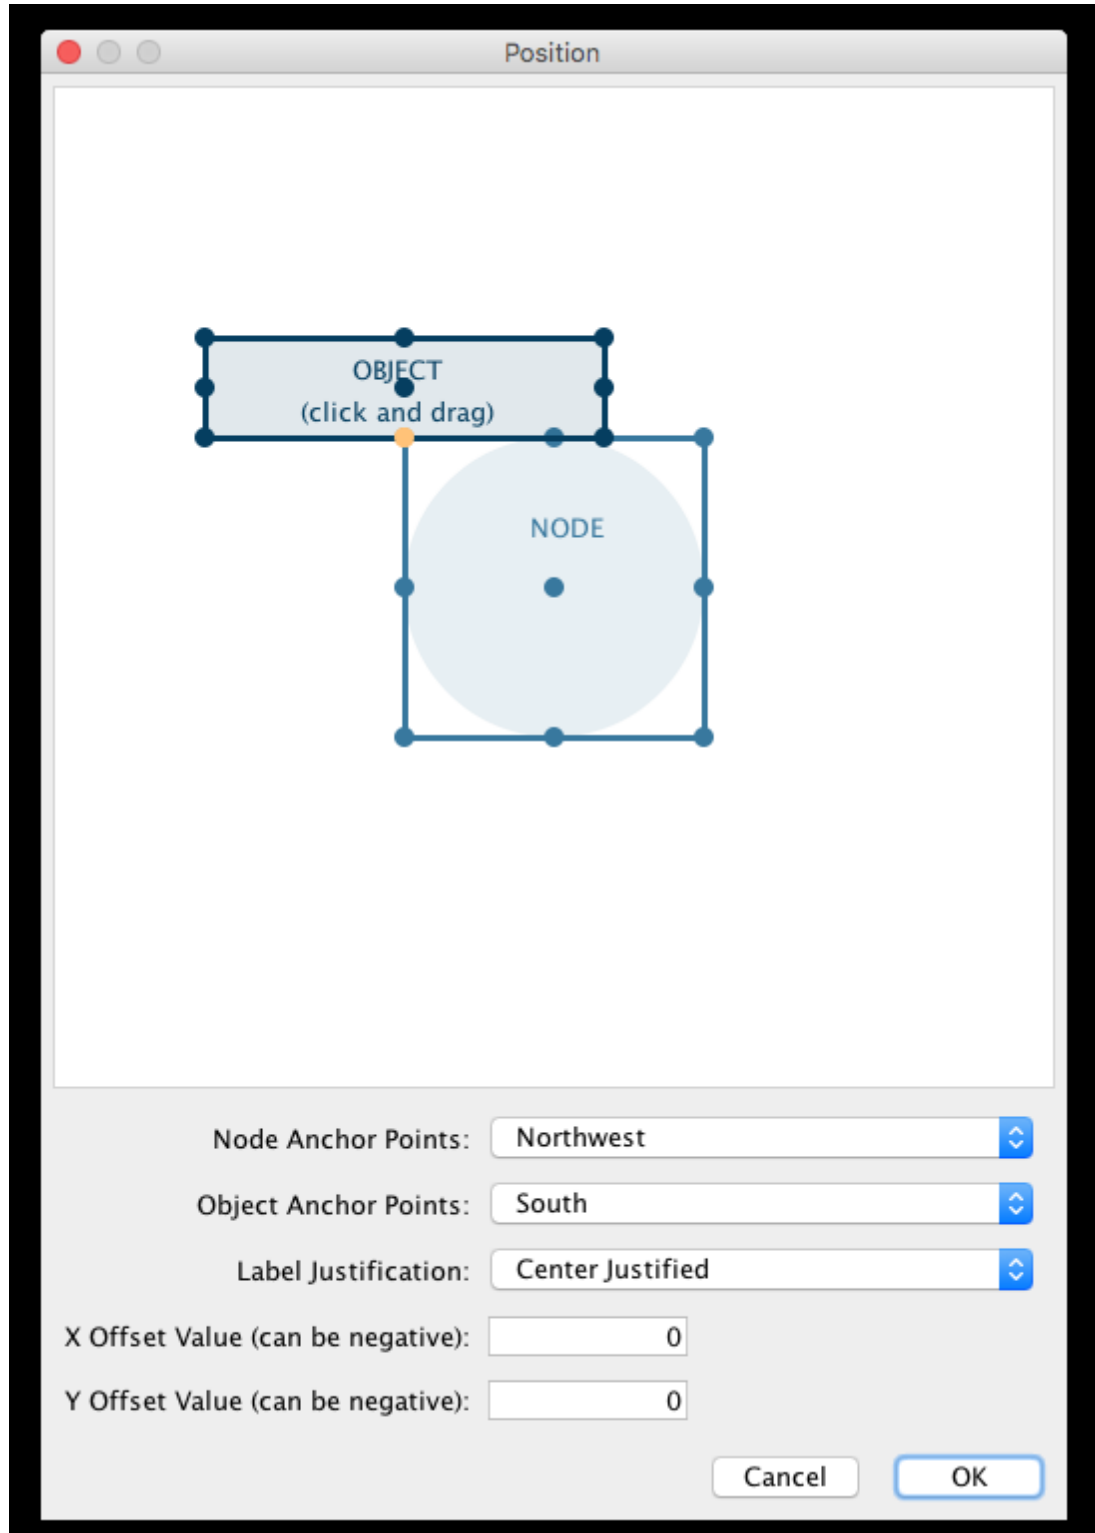 Position
OBJECT
(click and drag)
NODE
Node Anchor Points: Northwest
Object Anchor Points: South
Label Justification: Center Justified
X Offset Value (can be negative): 0
Y Offset Value (can be negative): 0
Cancel OK